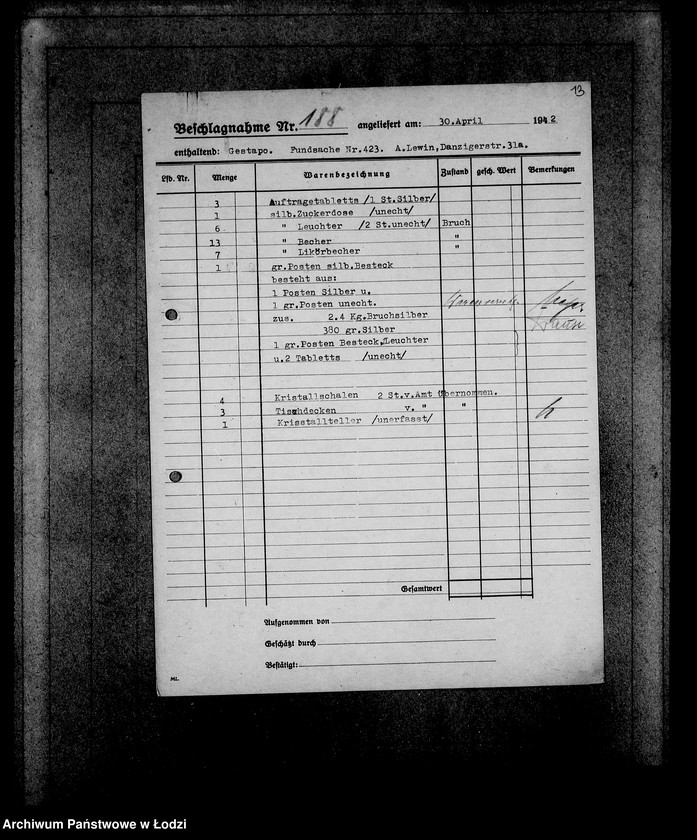 13
Beschlagnahme Nr. 188 angeliefert am: 30.April 1942
enthaltend: Gestapo. Fundsache Nr.423. A.Lewin,Danzigerstr.31a.
Lfd. Nr. Menge Warenbezeichnung Zustand gesch. Wert Bemerkungen
3 Auftragetabletts /1 St.Silber/
1 silb.Zuckerdose /unecht/
6 " Leuchter /2 St.unecht/ Bruch
13 " Becher "
7 " Likörbecher "
1 gr.Posten silb.Besteck
besteht aus:
1 Posten Silber u.
1 gr.Posten unecht.
zus. 2.4 Kg.Bruchsilber
380 gr.Silber
1 gr.Posten Besteck,Leuchter
u.2 Tabletts /unecht/
4 Kristallschalen 2 St.v.Amt übernommen.
3 Tischdecken v. " "
1 Krisstallteller /unerfasst/
Gesamtwert
Aufgenommen von
Geschätzt durch
Bestätigt:
ML.
Archiwum Państwowe w Łodzi